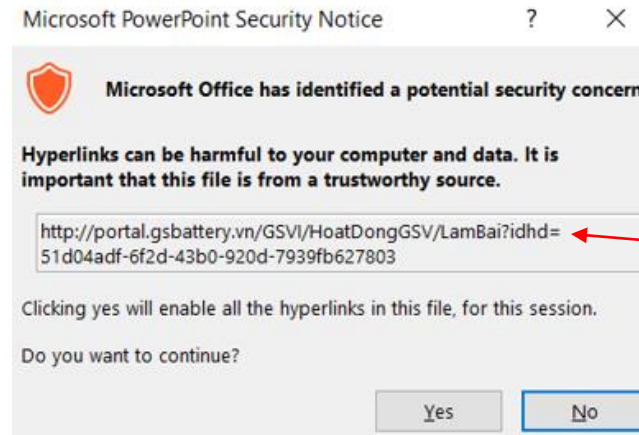 Microsoft PowerPoint Security Notice ? ×
Microsoft Office has identified a potential security concern
Hyperlinks can be harmful to your computer and data. It is
important that this file is from a trustworthy source.
http://portal.gsbattery.vn/GSVI/HoatDongGSV/LamBai?idhd=
51d04adf-6f2d-43b0-920d-7939fb627803
Clicking yes will enable all the hyperlinks in this file, for this session.
Do you want to continue?
Yes No